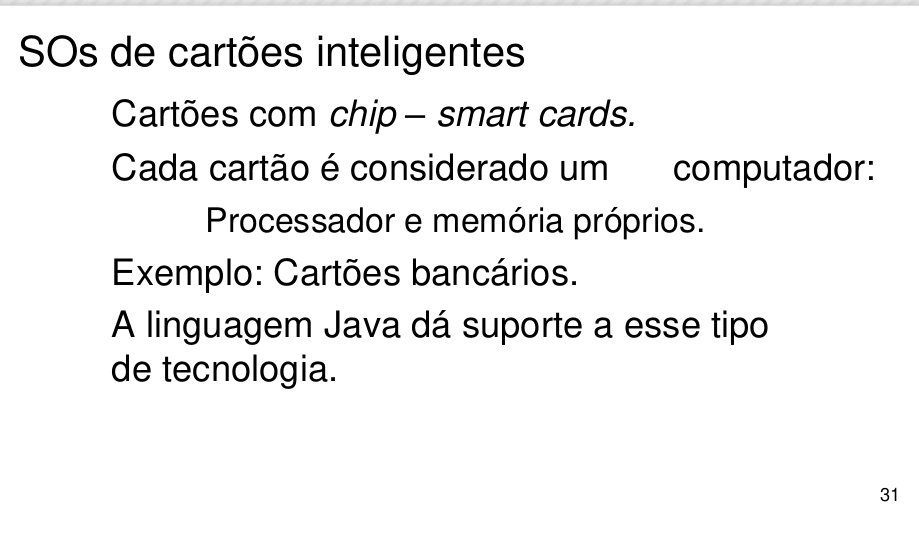 SOs de cartões inteligentes
Cartões com chip – smart cards.
Cada cartão é considerado um computador:
Processador e memória próprios.
Exemplo: Cartões bancários.
A linguagem Java dá suporte a esse tipo
de tecnologia.
31